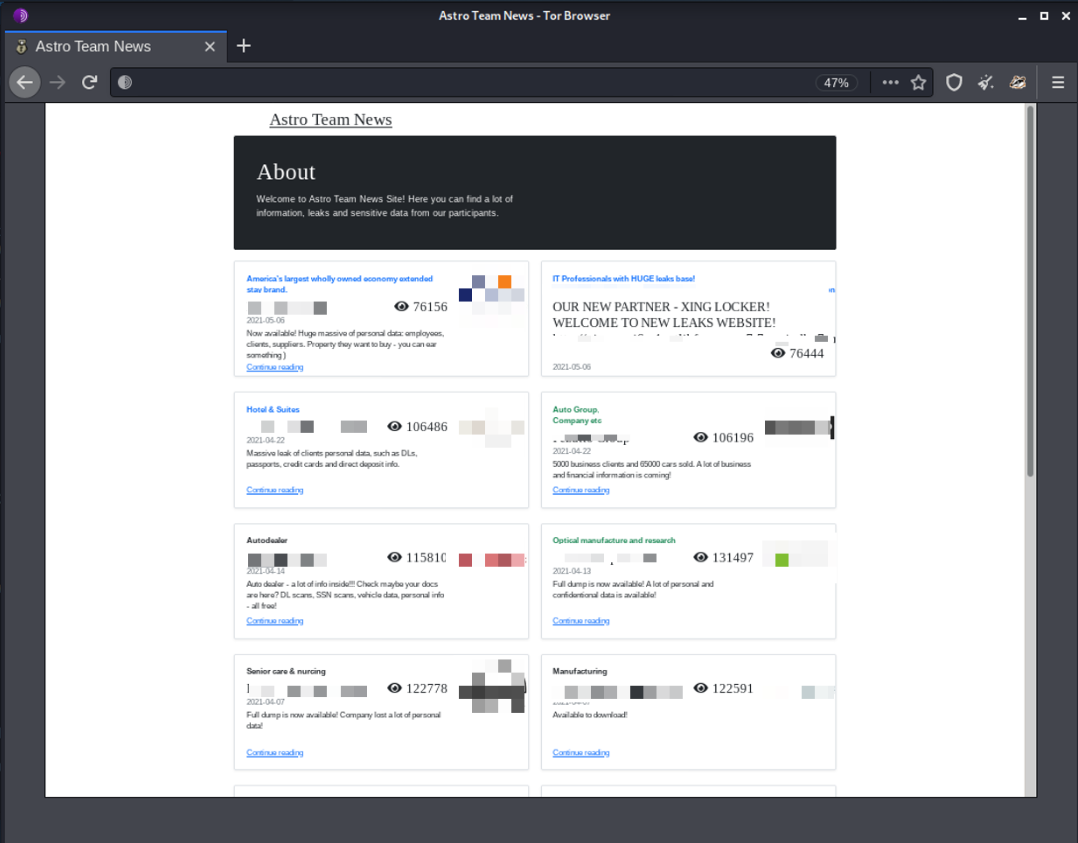 Astro Team News - Tor Browser
Astro Team News
47%
Astro Team News
About
Welcome to Astro Team News Site! Here you can find a lot of
information, leaks and sensitive data from our participants.
America's largest wholly owned economy extended
stay brand.
76156
2021-05-06
Now available! Huge massive of personal data: employees,
clients, suppliers. Property they want to buy - you can ear
something )
Continue reading
IT Professionals with HUGE leaks base!
OUR NEW PARTNER - XING LOCKER!
WELCOME TO NEW LEAKS WEBSITE!
76444
2021-05-06
Hotel & Suites
106486
2021-04-22
Massive leak of clients personal data, such as DLs,
passports, credit cards and direct deposit info.
Continue reading
Auto Group.
Company etc
106196
2021-04-22
5000 business clients and 65000 cars sold. A lot of business
and financial information is coming!
Continue reading
Autodealer
115810
2021-04-14
Auto dealer - a lot of info inside!!! Check maybe your docs
are here? DL scans, SSN scans, vehicle data, personal info
- all free!
Continue reading
Optical manufacture and research
131497
2021-04-13
Full dump is now available! A lot of personal and
confidentional data is available!
Continue reading
Senior care & nurcing
122778
2021-04-07
Full dump is now available! Company lost a lot of personal
data!
Continue reading
Manufacturing
122591
Available to download!
Continue reading